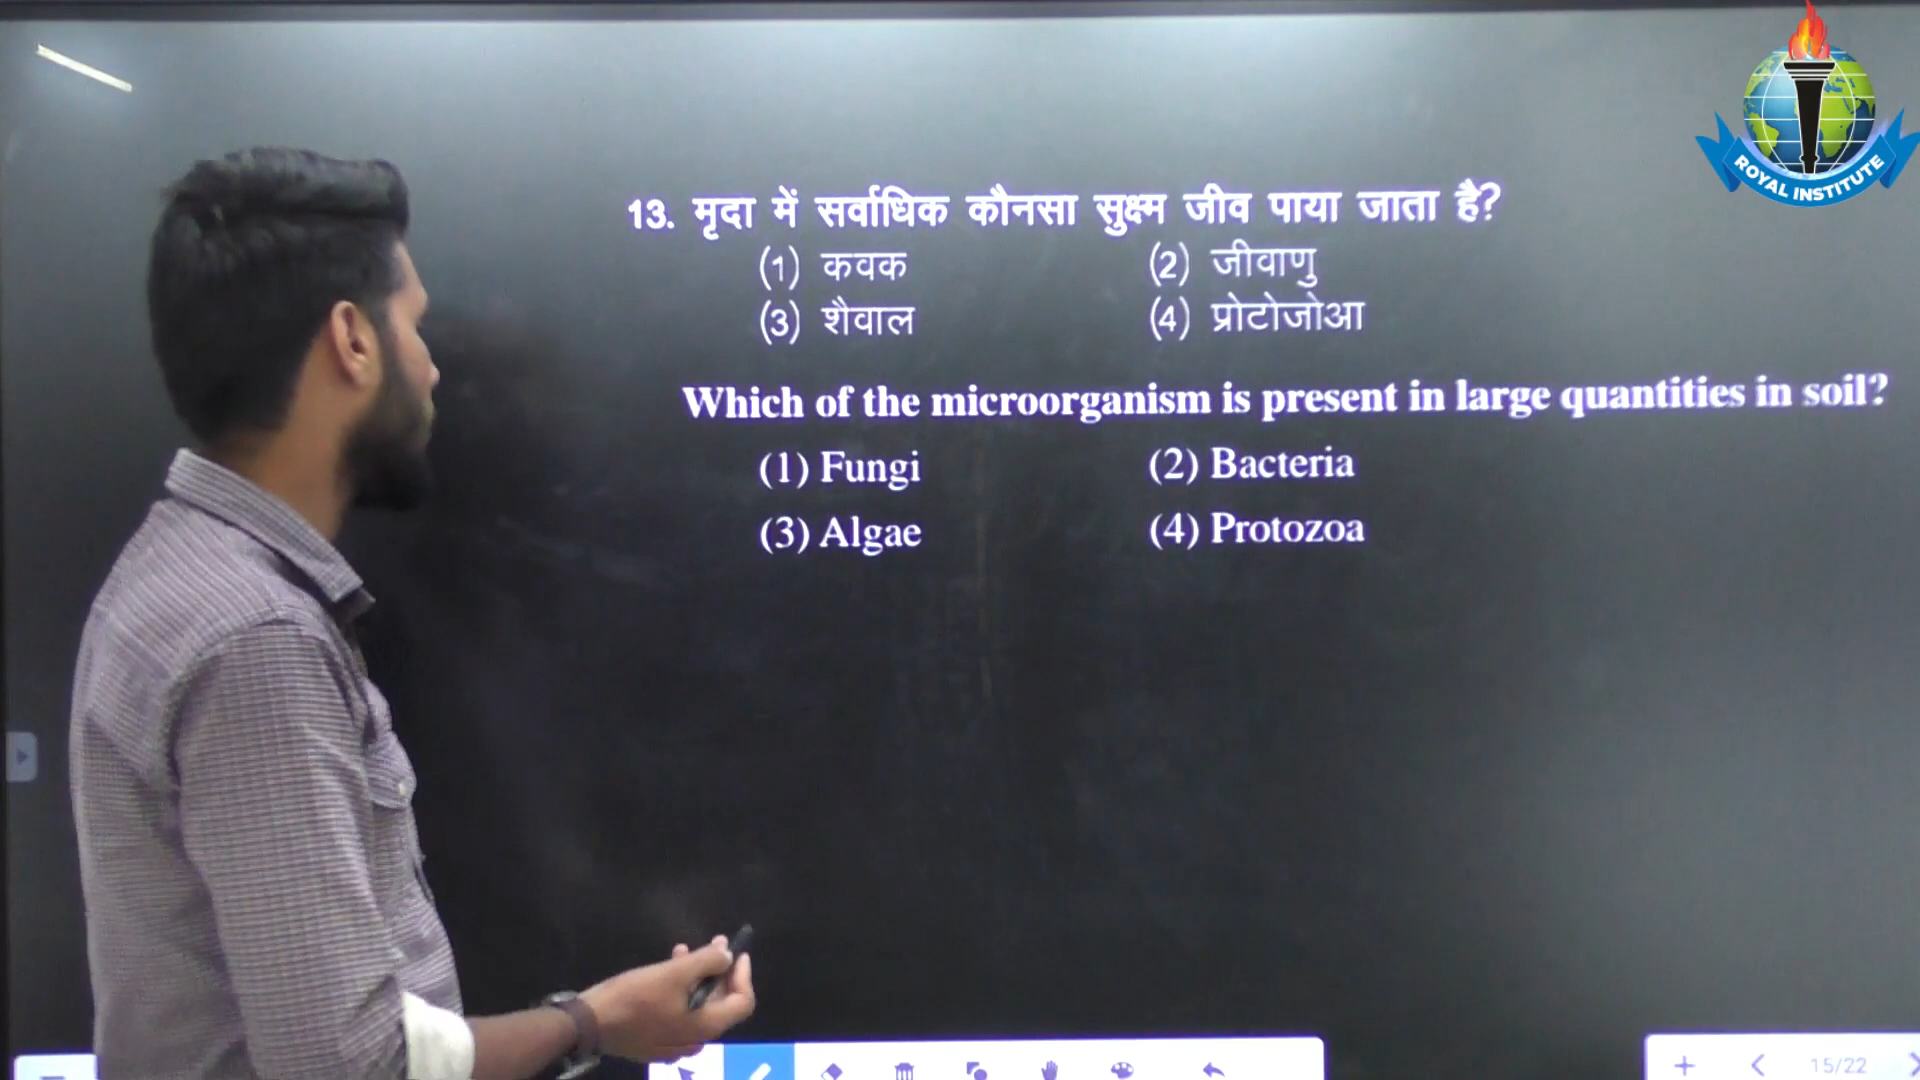 ROYAL INSTITUTE
13. मृदा में सर्वाधिक कौनसा सुक्ष्म जीव पाया जाता है?
(1) कवक (2) जीवाणु
(3) शैवाल (4) प्रोटोजोआ
Which of the microorganism is present in large quantities in soil?
(1) Fungi (2) Bacteria
(3) Algae (4) Protozoa
15/22